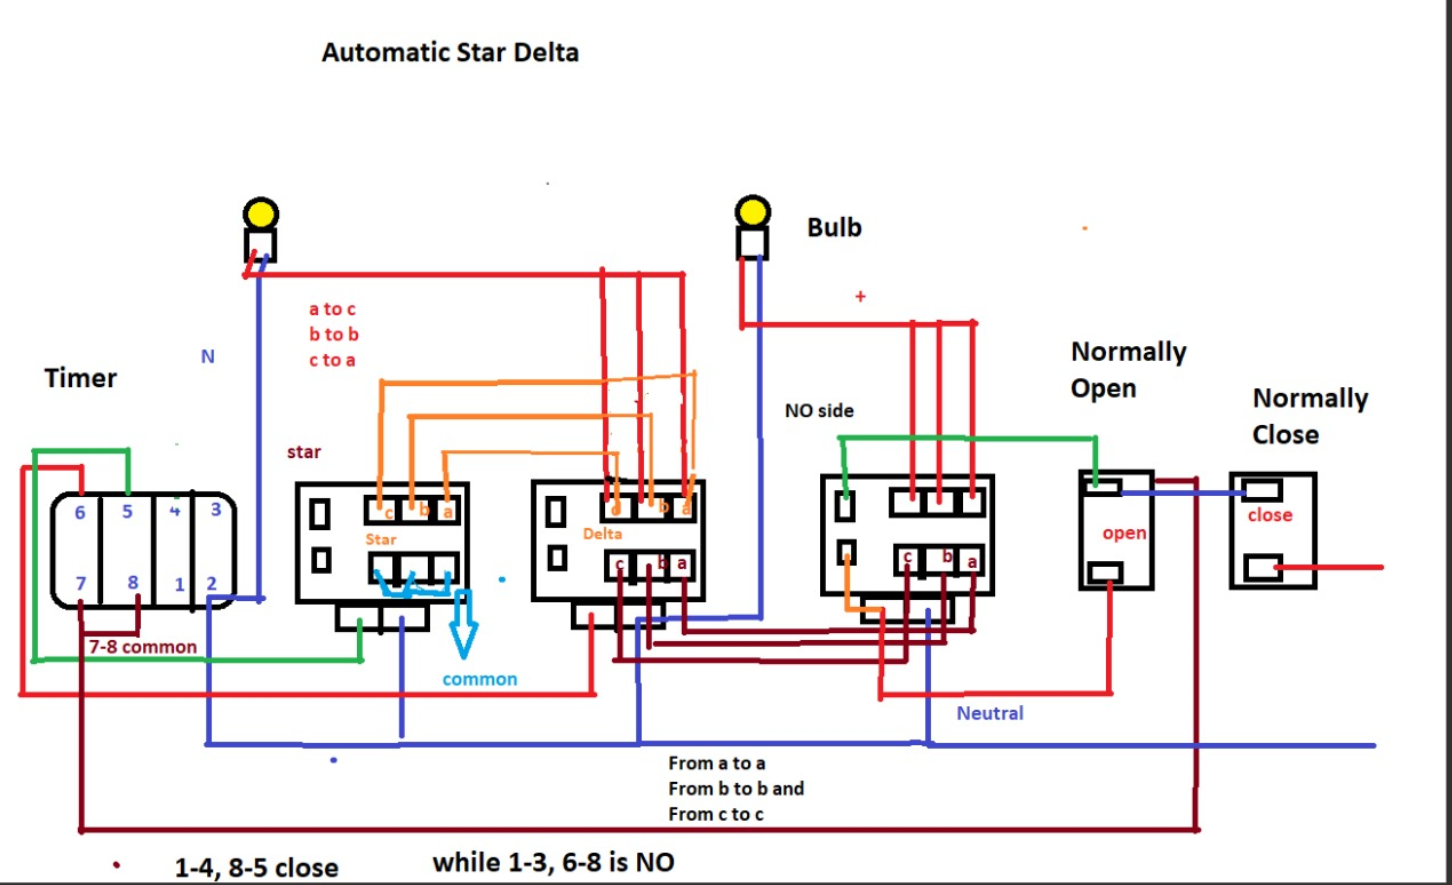 Automatic Star Delta
Bulb
+
a to c
b to b
c to a
N
Timer
Normally
Open
Normally
Close
NO side
star
6 5 4 3
7 8 1 2
c b a
Star
c b a
Delta
c b a
c b a
open
close
7-8 common
common
Neutral
From a to a
From b to b and
From c to c
1-4, 8-5 close
while 1-3, 6-8 is NO